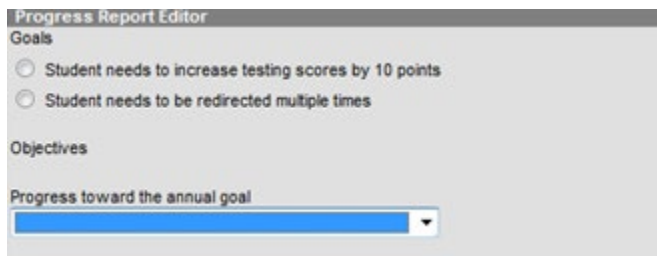 Progress Report Editor
Goals
Student needs to increase testing scores by 10 points
Student needs to be redirected multiple times
Objectives
Progress toward the annual goal